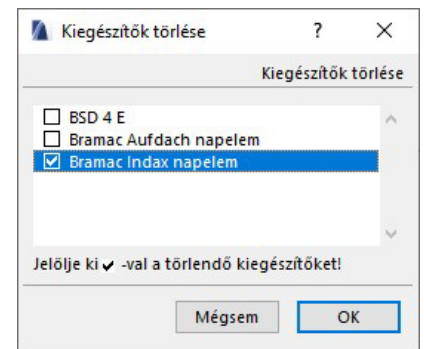 Kiegészítők törlése ?
Kiegészítők törlése
BSD 4 E
Bramac Aufdach napelem
Bramac Indax napelem
Jelölje ki ✔ -val a törlendő kiegészítőket!
Mégsem OK